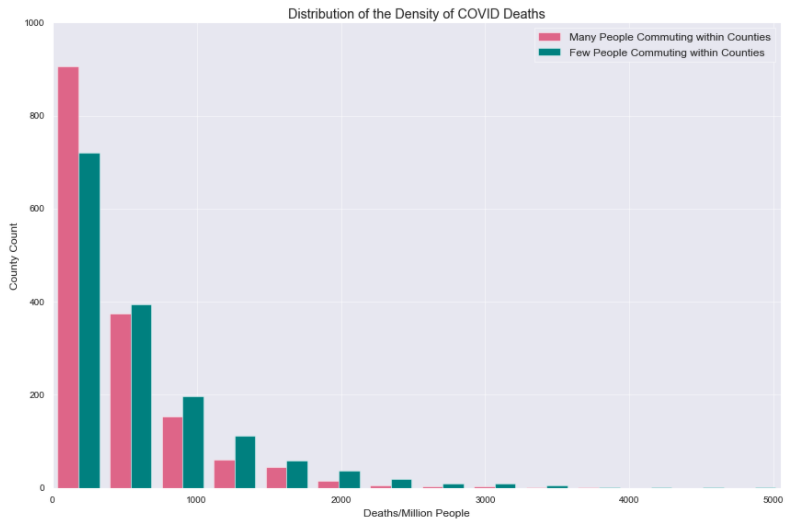 Distribution of the Density of COVID Deaths
1000
Many People Commuting within Counties
Few People Commuting within Counties
800
600
400
200
0
County Count
0 1000 2000 3000 4000 5000
Deaths/Million People